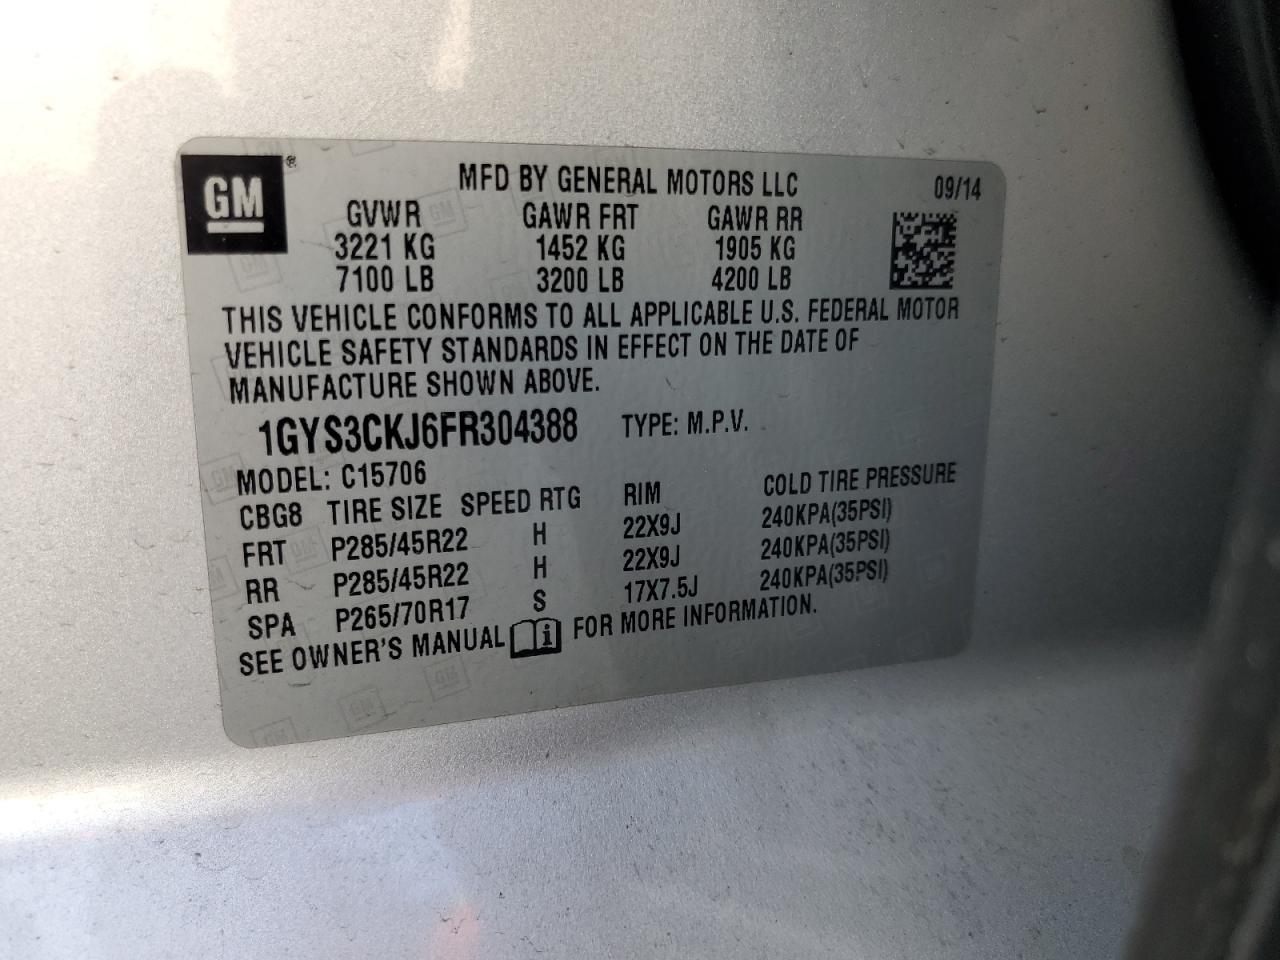 GM®
MFD BY GENERAL MOTORS LLC 09/14
GVWR GAWR FRT GAWR RR
3221 KG 1452 KG 1905 KG
7100 LB 3200 LB 4200 LB
THIS VEHICLE CONFORMS TO ALL APPLICABLE U.S. FEDERAL MOTOR
VEHICLE SAFETY STANDARDS IN EFFECT ON THE DATE OF
MANUFACTURE SHOWN ABOVE.
1GYS3CKJ6FR304388 TYPE: M.P.V.
MODEL: C15706
CBG8 TIRE SIZE SPEED RTG RIM COLD TIRE PRESSURE
FRT P285/45R22 H 22X9J 240KPA(35PSI)
RR P285/45R22 H 22X9J 240KPA(35PSI)
SPA P265/70R17 S 17X7.5J 240KPA(35PSI)
SEE OWNER'S MANUAL FOR MORE INFORMATION.